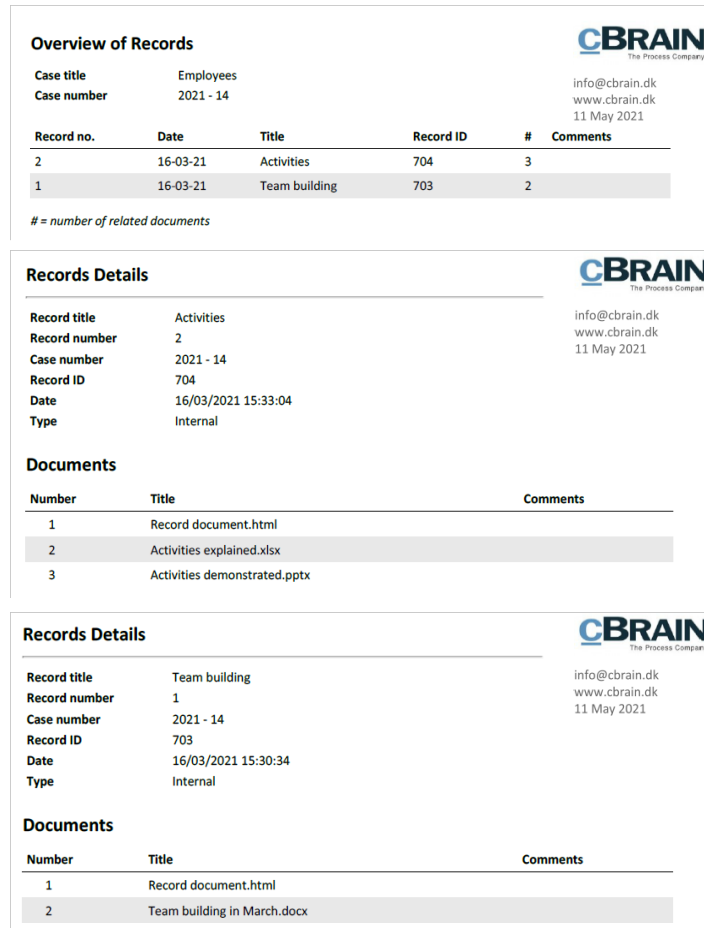 Overview of Records
CBRAIN
The Process Company
Case title Employees
Case number 2021 - 14
info@cbrain.dk
www.cbrain.dk
11 May 2021
Record no. Date Title Record ID # Comments
2 16-03-21 Activities 704 3
1 16-03-21 Team building 703 2
# = number of related documents
Records Details
CBRAIN
The Process Company
Record title Activities
Record number 2
Case number 2021 - 14
Record ID 704
Date 16/03/2021 15:33:04
Type Internal
info@cbrain.dk
www.cbrain.dk
11 May 2021
Documents
Number Title Comments
1 Record document.html
2 Activities explained.xlsx
3 Activities demonstrated.pptx
Records Details
CBRAIN
The Process Company
Record title Team building
Record number 1
Case number 2021 - 14
Record ID 703
Date 16/03/2021 15:30:34
Type Internal
info@cbrain.dk
www.cbrain.dk
11 May 2021
Documents
Number Title Comments
1 Record document.html
2 Team building in March.docx